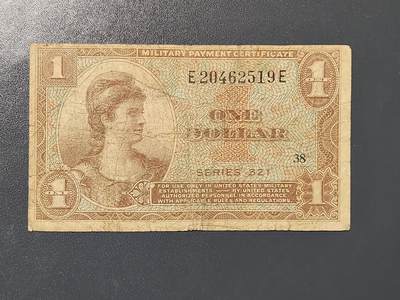 MILITARY PAYMENT CERTIFICATE
1
E20462519E
1
ONE
DOLLAR
38
SERIES 521
1
FOR USE ONLY IN UNITED STATES MILITARY
ESTABLISHMENTS — BY UNITED STATES
AUTHORIZED PERSONNEL IN ACCORDANCE
WITH APPLICABLE RULES AND REGULATIONS.
1